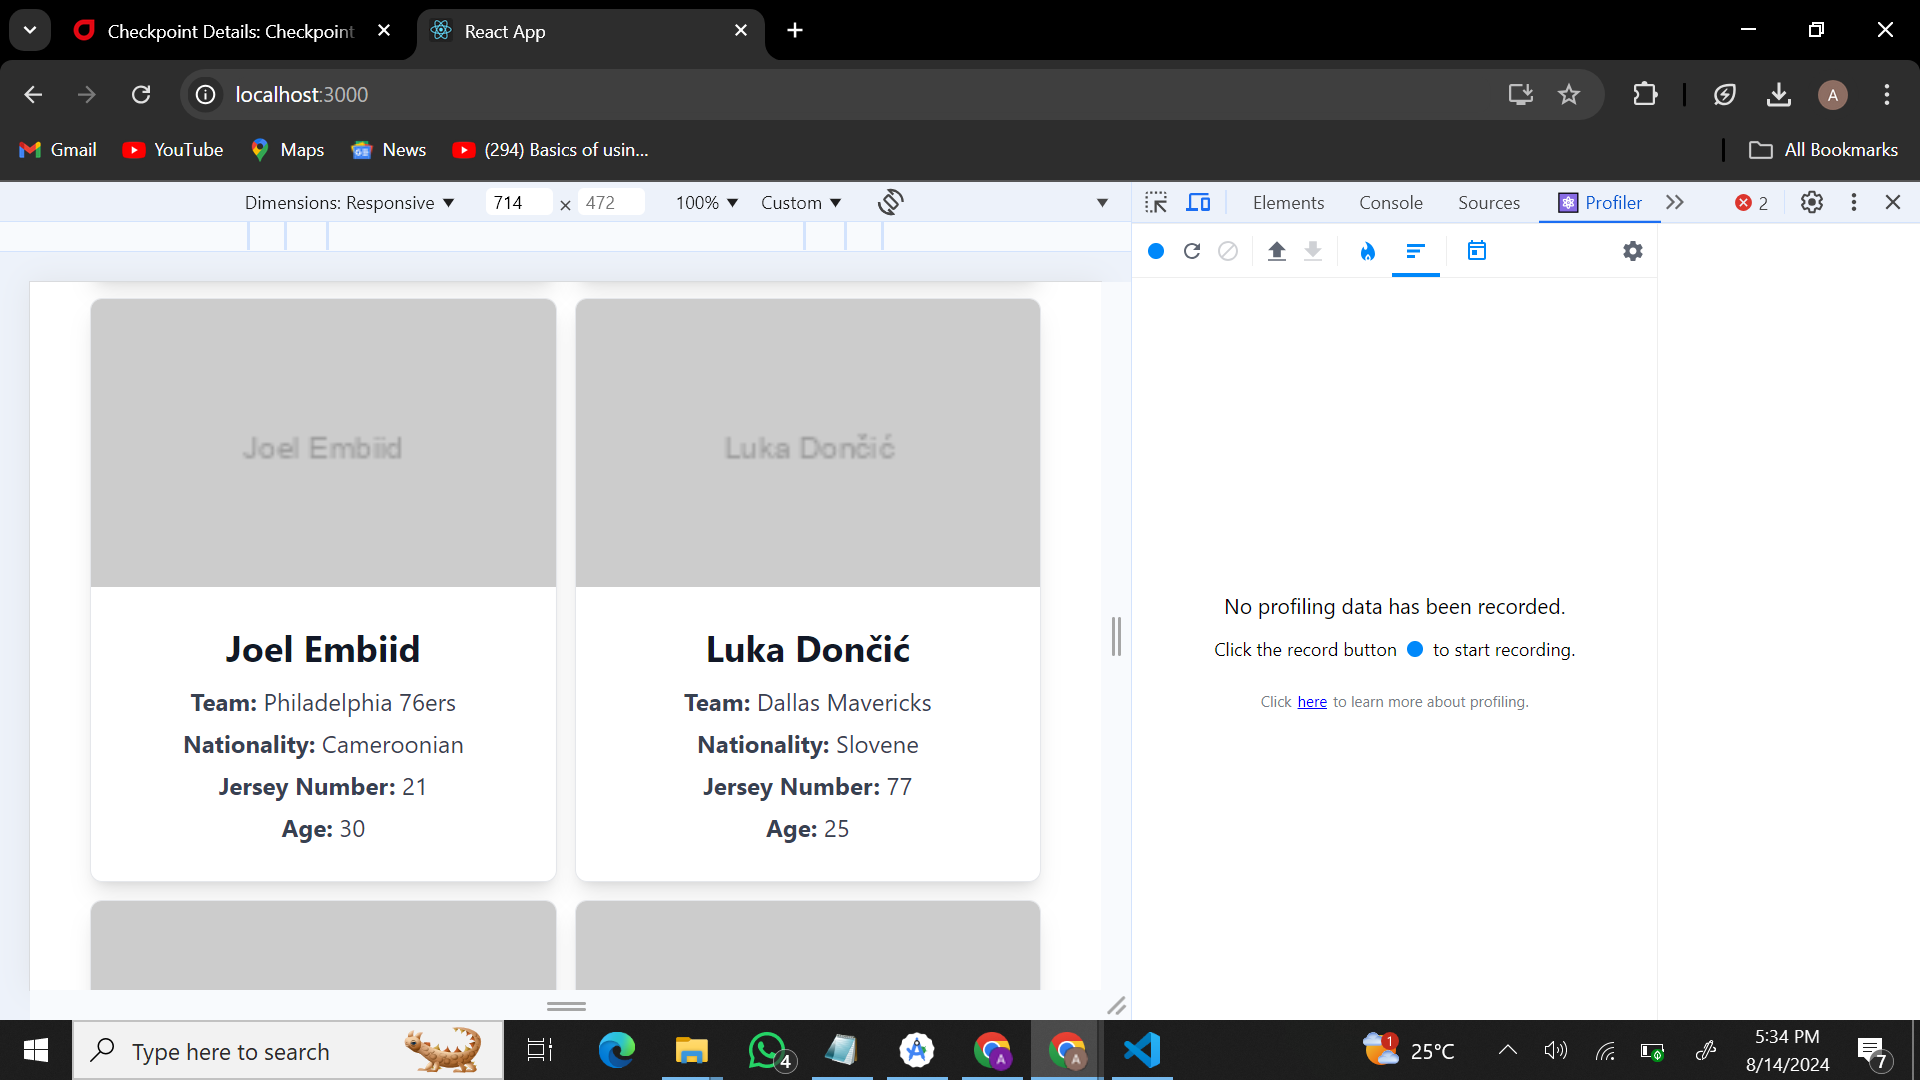 Checkpoint Details: Checkpoint
React App
localhost:3000
A
Gmail
YouTube
Maps
News
(294) Basics of usin...
All Bookmarks
Dimensions: Responsive
714 × 472
100%
Custom
Elements
Console
Sources
Profiler
2
Joel Embiid
Luka Dončić
Joel Embiid
Team: Philadelphia 76ers
Nationality: Cameroonian
Jersey Number: 21
Age: 30
Luka Dončić
Team: Dallas Mavericks
Nationality: Slovene
Jersey Number: 77
Age: 25
No profiling data has been recorded.
Click the record button to start recording.
Click here to learn more about profiling.
Type here to search
4
A
A
1
25°C
5:34 PM
8/14/2024
7